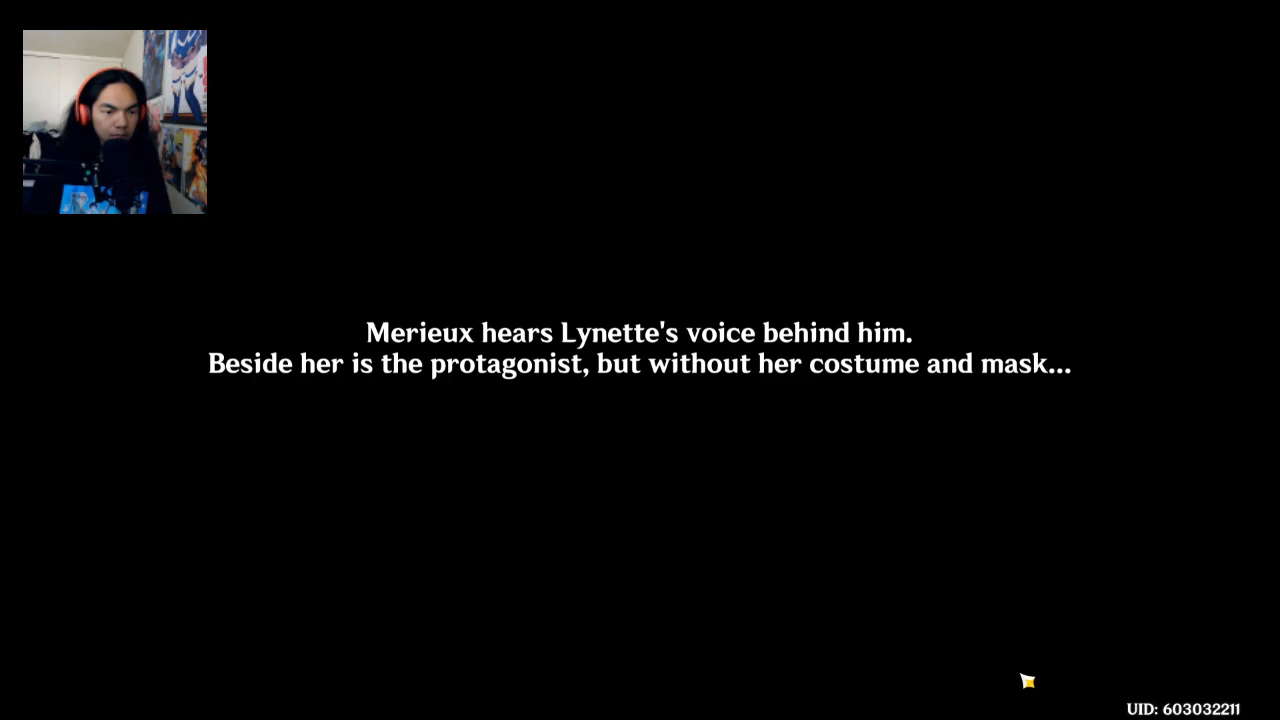 Merieux hears Lynette's voice behind him.
Beside her is the protagonist, but without her costume and mask...
UID: 603032211